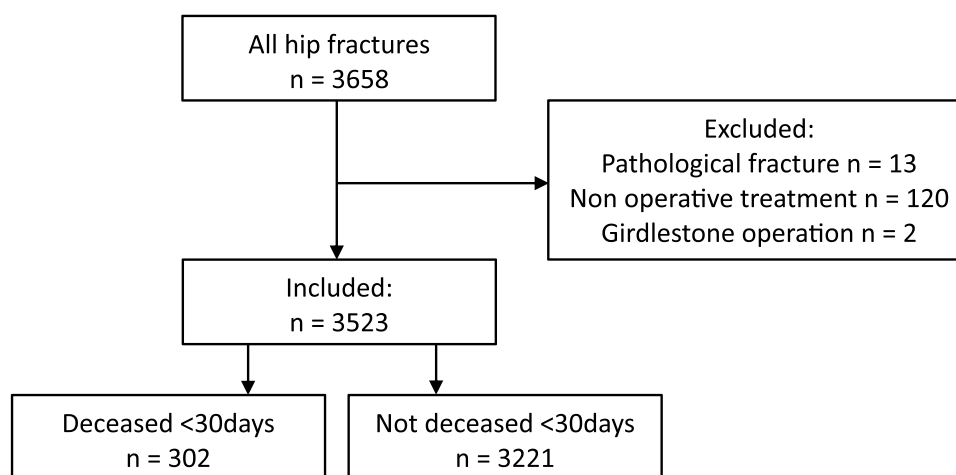 All hip fractures
n = 3658
Excluded:
Pathological fracture n = 13
Non operative treatment n = 120
Girdlestone operation n = 2
Included:
n = 3523
Deceased <30days
n = 302
Not deceased <30days
n = 3221